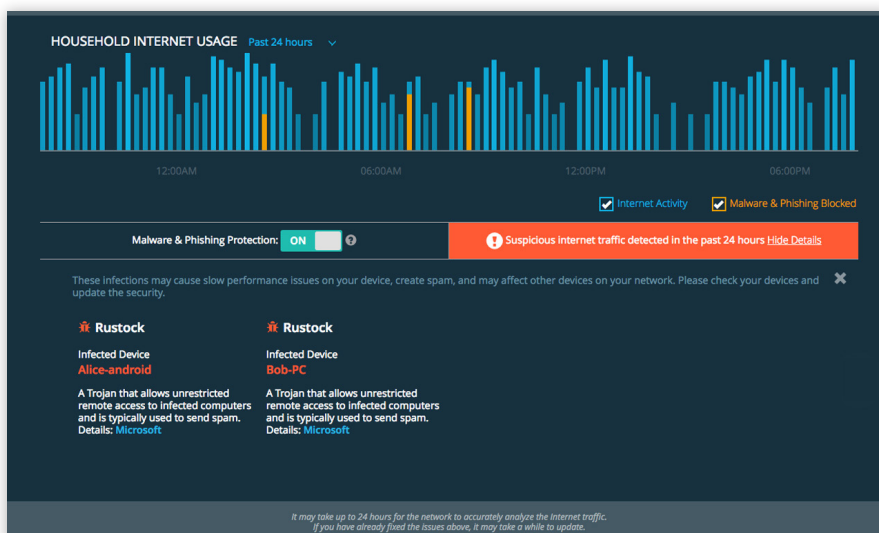 HOUSEHOLD INTERNET USAGE Past 24 hours
12:00AM 06:00AM 12:00PM 06:00PM
Internet Activity Malware & Phishing Blocked
Malware & Phishing Protection: ON ? ! Suspicious internet traffic detected in the past 24 hours Hide Details
These infections may cause slow performance issues on your device, create spam, and may affect other devices on your network. Please check your devices and
update the security.
Rustock
Infected Device
Alice-android
A Trojan that allows unrestricted
remote access to infected computers
and is typically used to send spam.
Details: Microsoft
Rustock
Infected Device
Bob-PC
A Trojan that allows unrestricted
remote access to infected computers
and is typically used to send spam.
Details: Microsoft
It may take up to 24 hours for the network to accurately analyze the Internet traffic.
If you have already fixed the issues above, it may take a while to update.